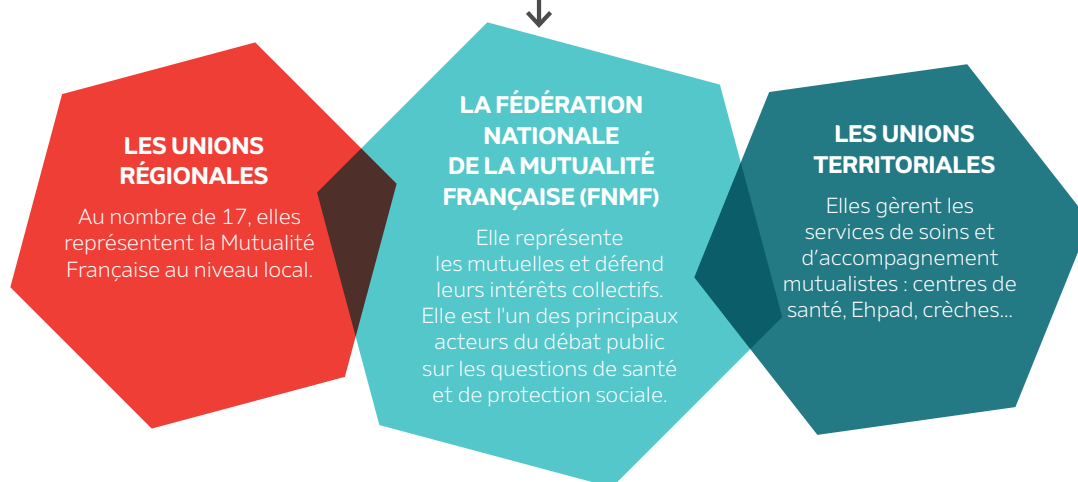 LES UNIONS
RÉGIONALES
Au nombre de 17, elles
représentent la Mutualité
Française au niveau local.
LA FÉDÉRATION
NATIONALE
DE LA MUTUALITÉ
FRANÇAISE (FNMF)
Elle représente
les mutuelles et défend
leurs intérêts collectifs.
Elle est l'un des principaux
acteurs du débat public
sur les questions de santé
et de protection sociale.
LES UNIONS
TERRITORIALES
Elles gèrent les
services de soins et
d’accompagnement
mutualistes : centres de
santé, Ehpad, crèches...